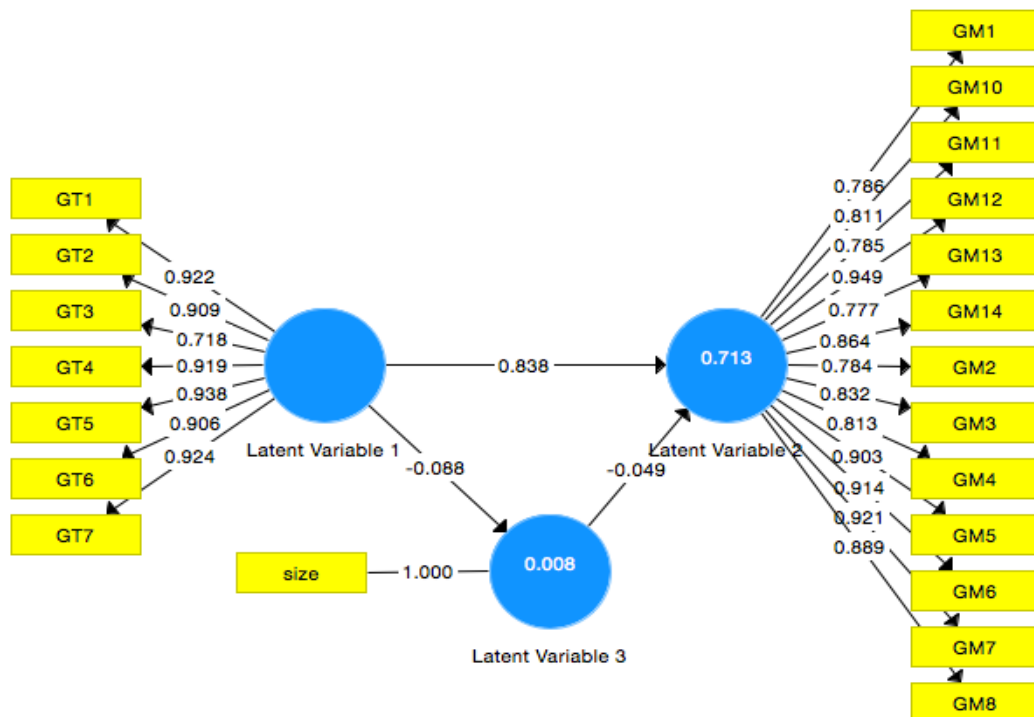 GM1
GM10
GM11
GM12
GM13
GM14
GM2
GM3
GM4
GM5
GM6
GM7
GM8
0.786
0.811
0.785
0.949
0.777
0.864
0.784
0.832
0.813
0.903
0.914
0.921
0.889
GT1
GT2
GT3
GT4
GT5
GT6
GT7
0.922
0.909
0.718
0.919
0.938
0.906
0.924
Latent Variable 1
0.838
0.713
Latent Variable 2
-0.088
-0.049
size
1.000
0.008
Latent Variable 3